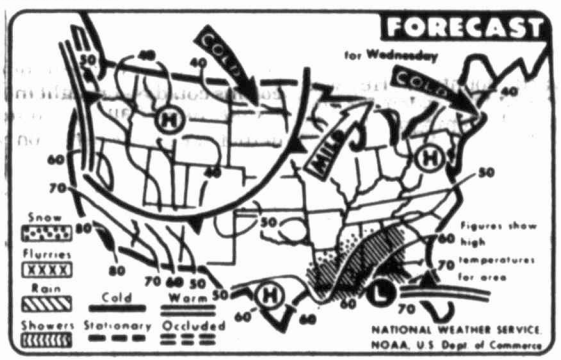 FORECAST
for Wednesday
COLD
COLD
MILD
40
50
40
40
H
H
40
50
60
70
80
80
70
60
50
50
50
60
70
H
60
60
60
L
70
Snow
Flurries
Rain
Showers
Cold
Warm
Stationary
Occluded
Figures show
high
temperatures
for area
NATIONAL WEATHER SERVICE,
NOAA, U S Dept. of Commerce